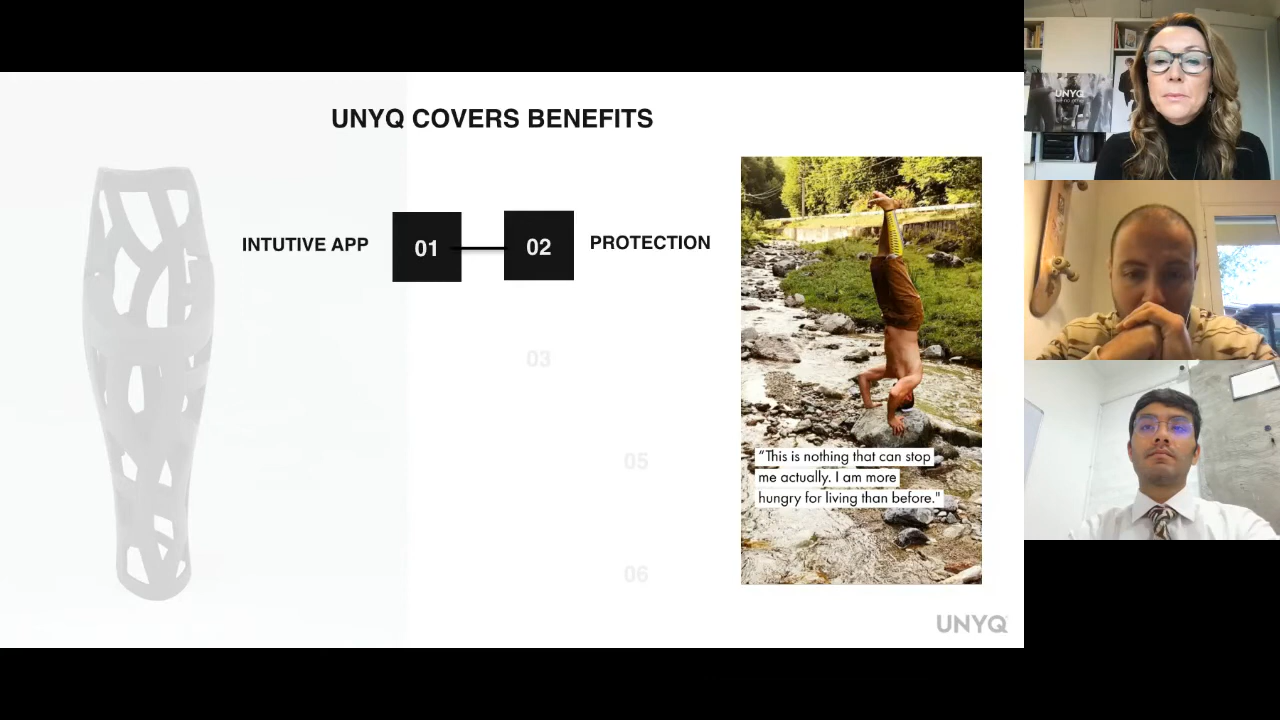 UNYQ COVERS BENEFITS
INTUTIVE APP
01
02
PROTECTION
03
05
06
"This is nothing that can stop
me actually. I am more
hungry for living than before."
UNYQ
UNYQ